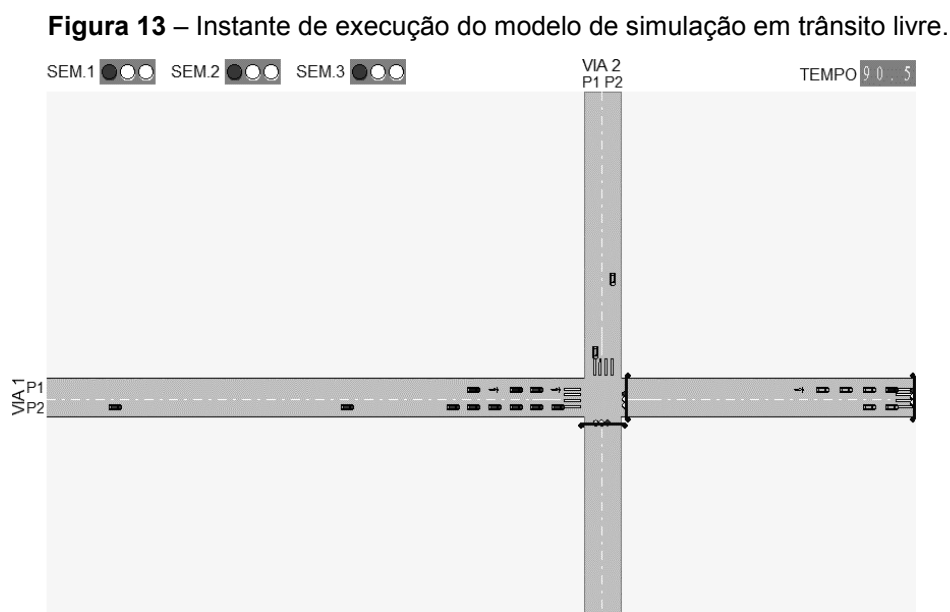 Figura 13 – Instante de execução do modelo de simulação em trânsito livre.
SEM.1 SEM.2 SEM.3 VIA 2 TEMPO 90.5
P1 P2
VIA 1
P1
P2